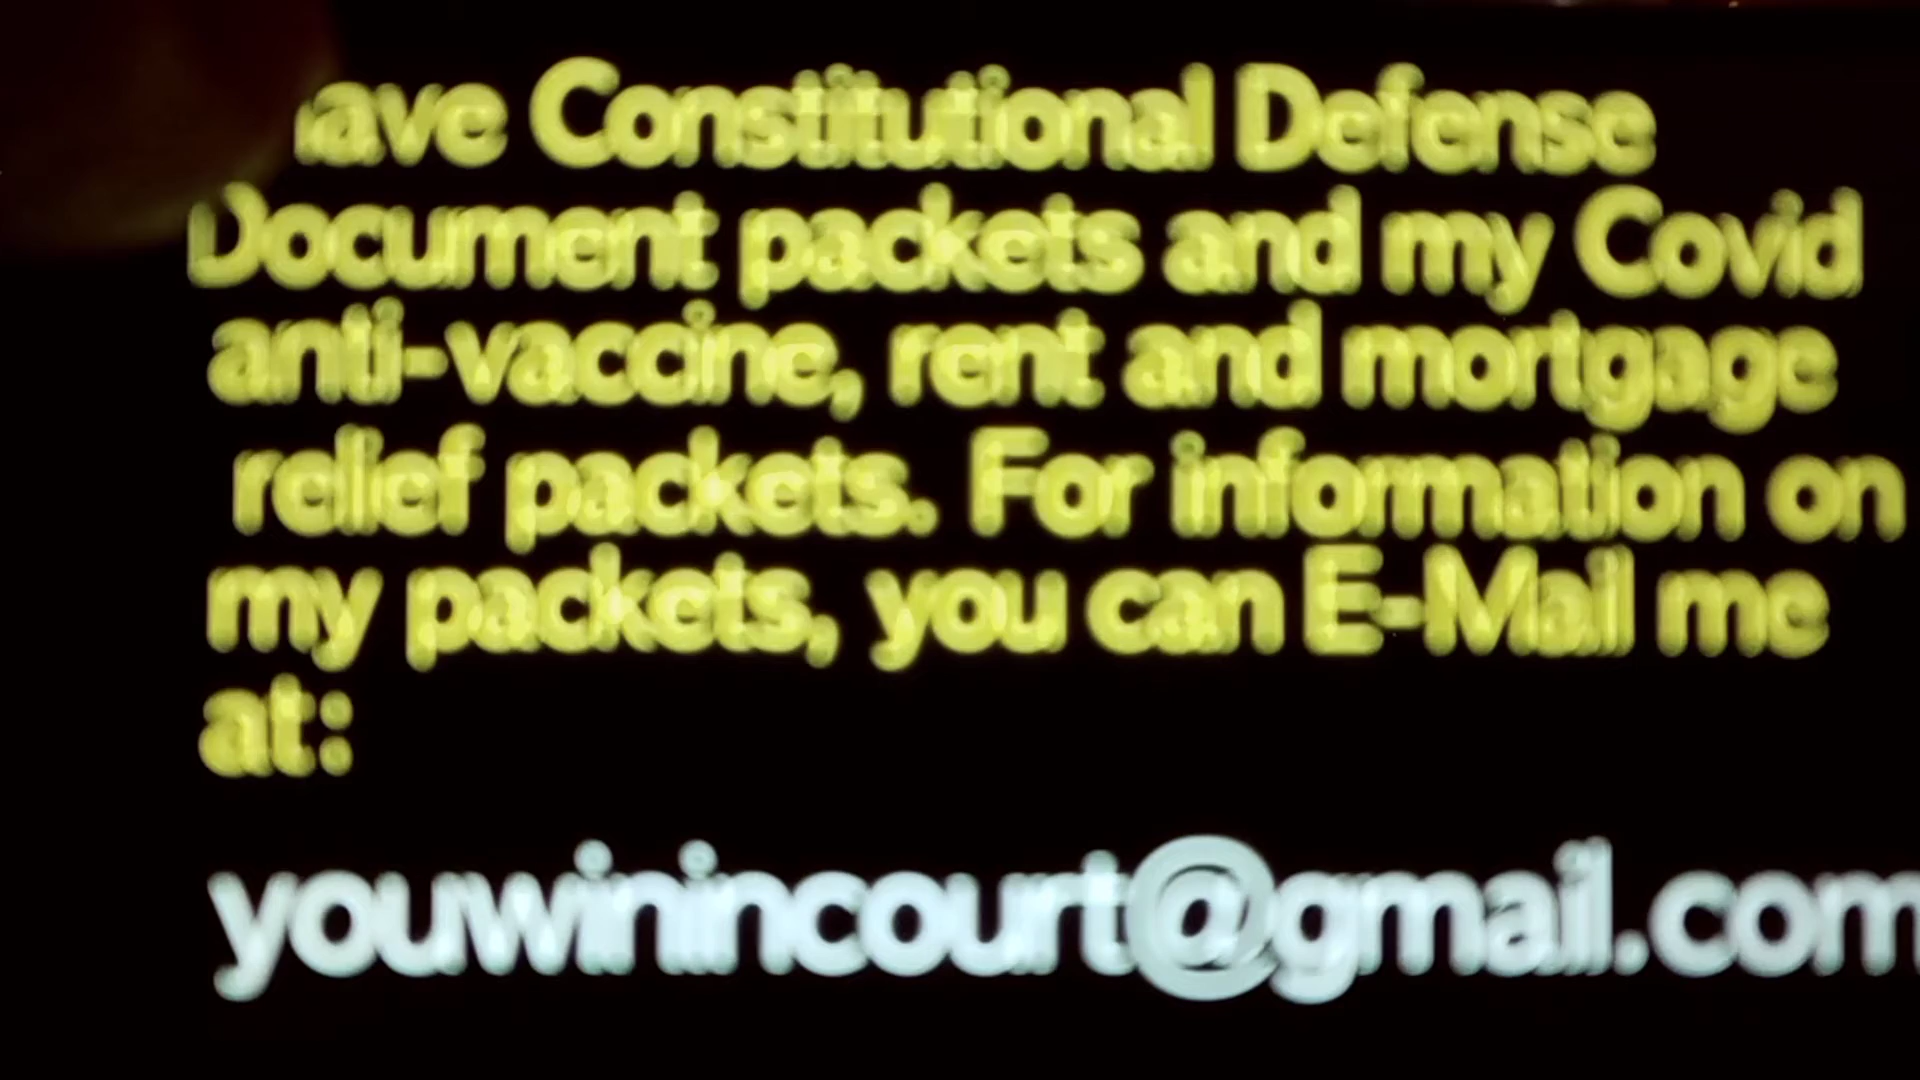 ave Constitutional Defense
Document packets and my Covid
anti-vaccine, rent and mortgage
relief packets. For information on
my packets, you can E-Mail me
at:
youwinincourt@gmail.com